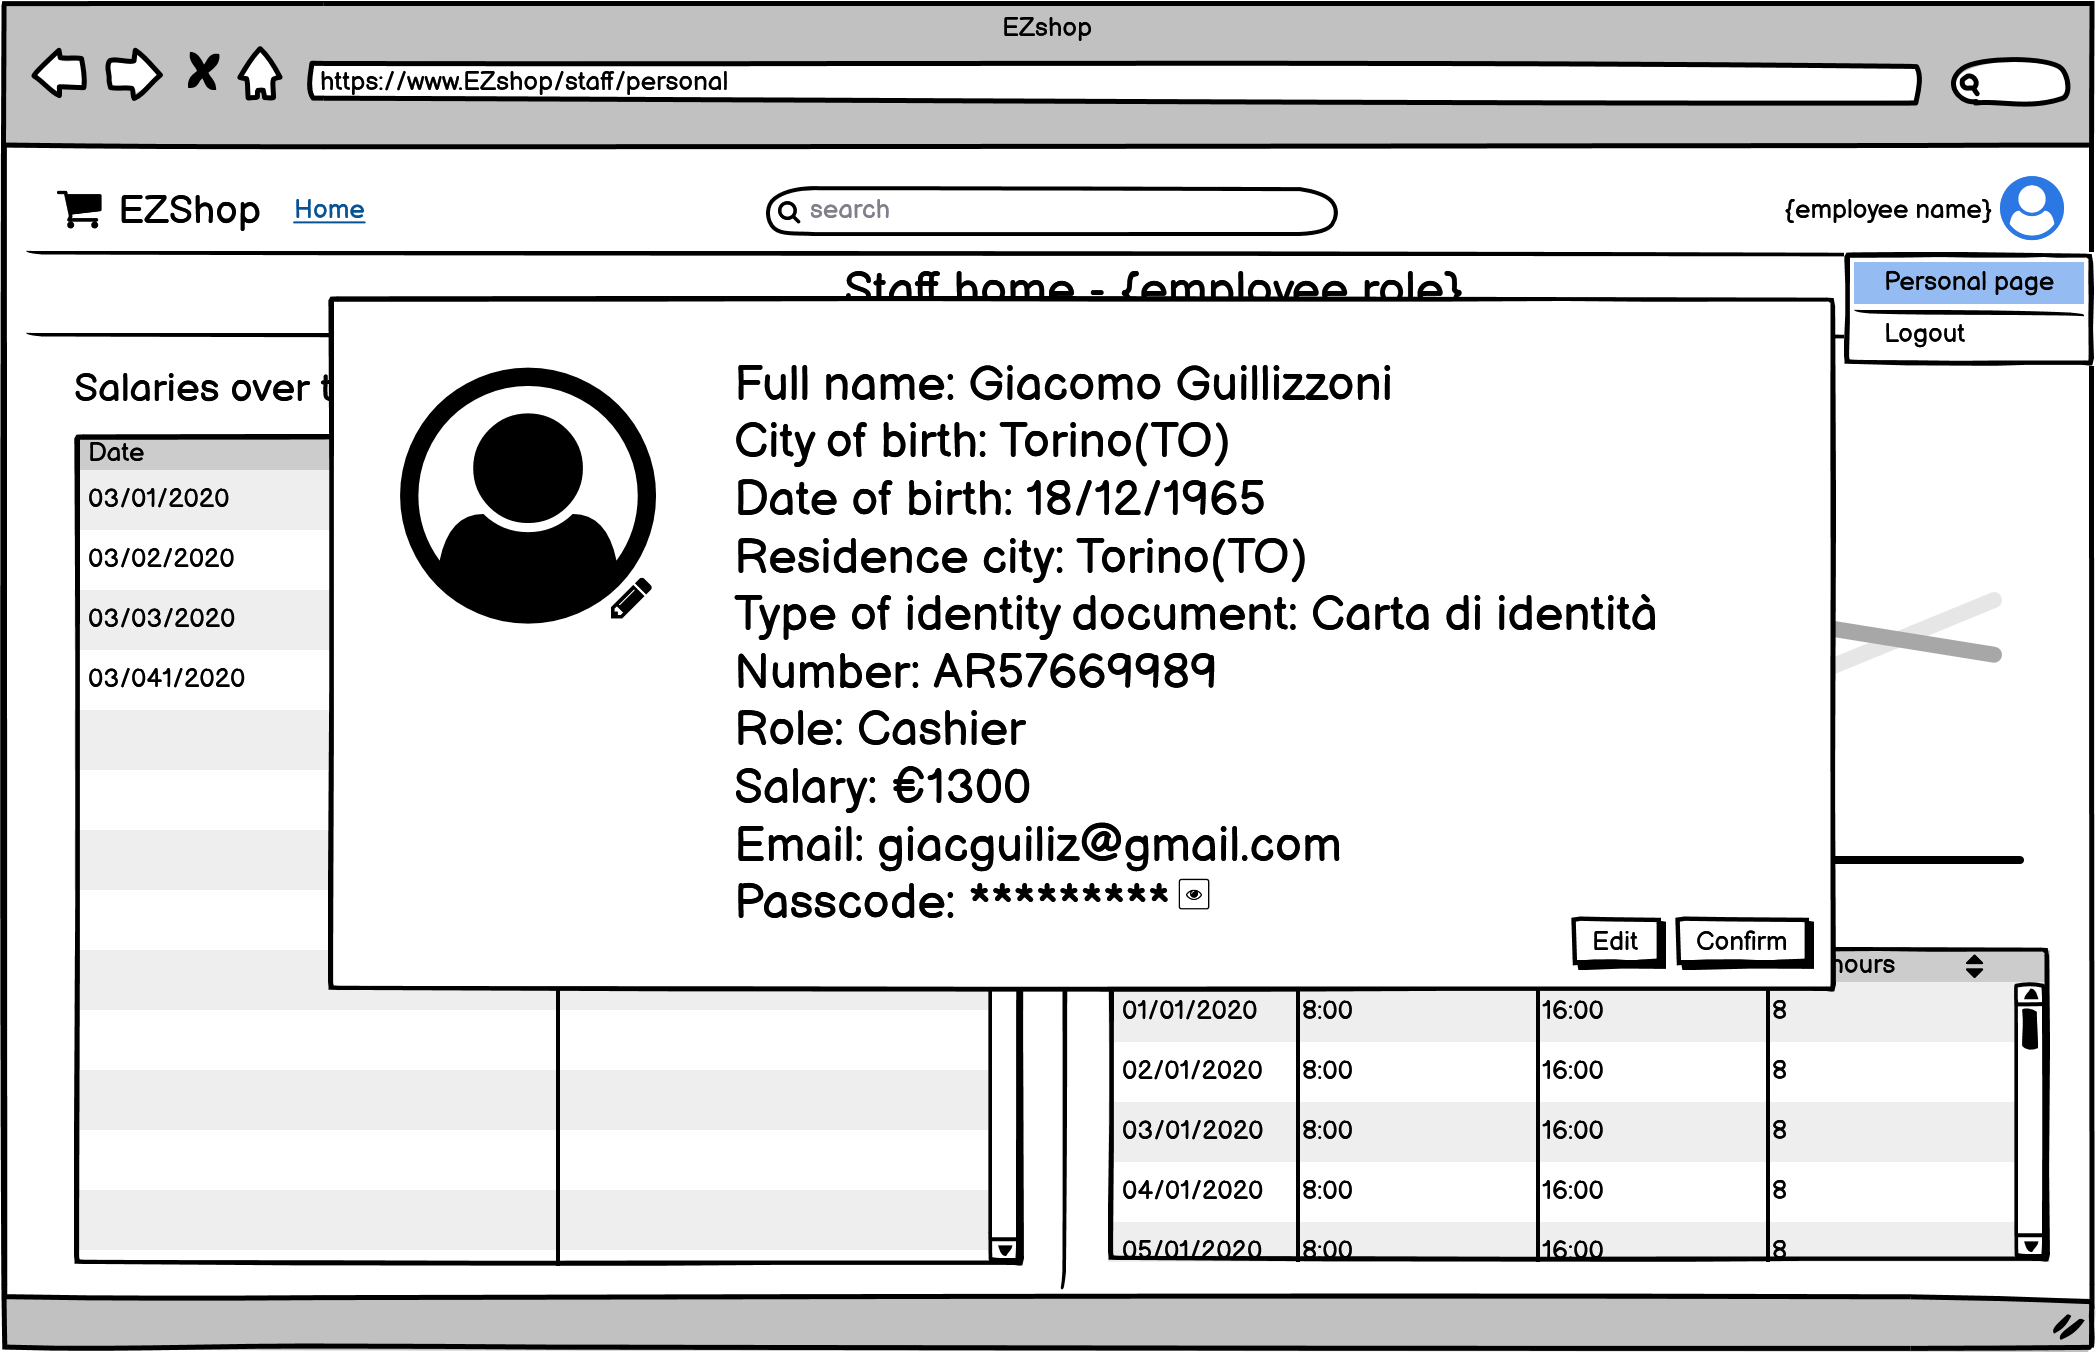 EZshop
https://www.EZshop/staff/personal
EZShop Home search {employee name}
Staff home - {employee role}
Personal page
Logout
Salaries over
Date
03/01/2020
03/02/2020
03/03/2020
03/041/2020
Full name: Giacomo Guillizzoni
City of birth: Torino(TO)
Date of birth: 18/12/1965
Residence city: Torino(TO)
Type of identity document: Carta di identità
Number: AR57669989
Role: Cashier
Salary: €1300
Email: giacguiliz@gmail.com
Passcode: *********
Edit Confirm
hours
01/01/2020 8:00 16:00 8
02/01/2020 8:00 16:00 8
03/01/2020 8:00 16:00 8
04/01/2020 8:00 16:00 8
05/01/2020 8:00 16:00 8